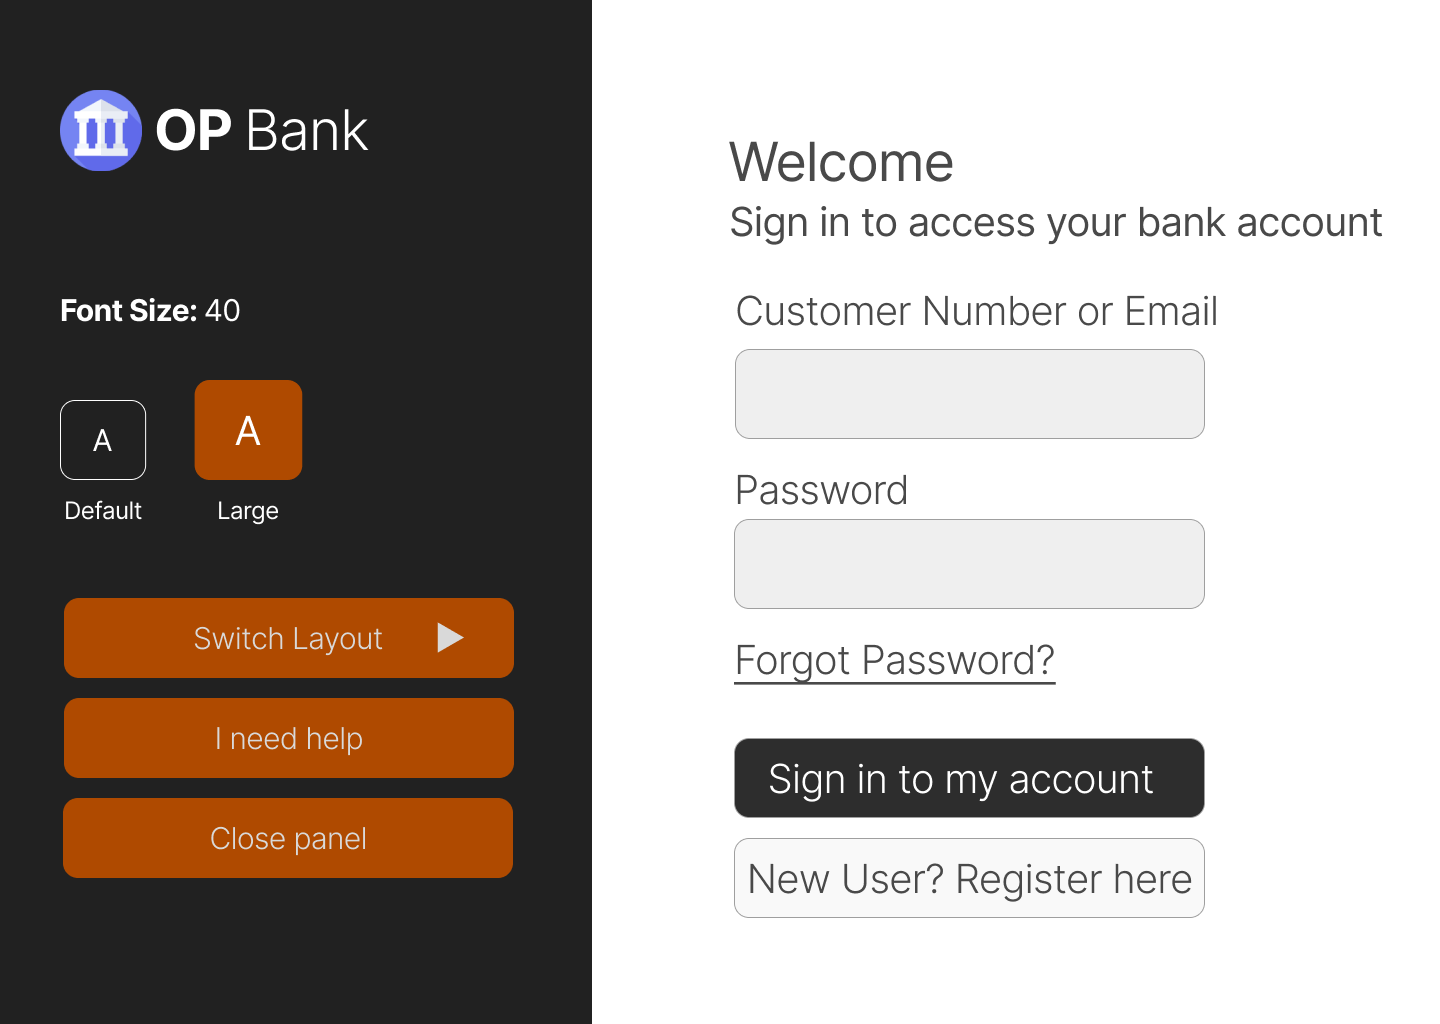 OP Bank
Font Size: 40
A
A
Default
Large
Switch Layout
I need help
Close panel
Welcome
Sign in to access your bank account
Customer Number or Email
Password
Forgot Password?
Sign in to my account
New User? Register here